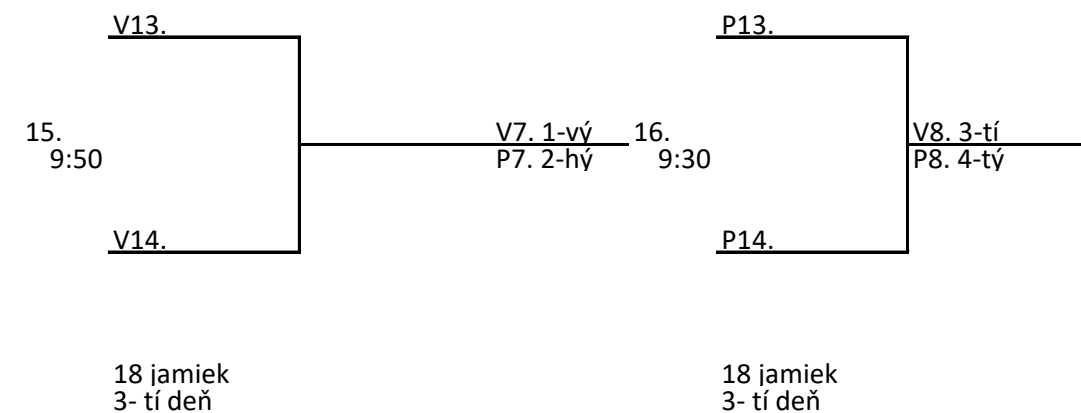 V13.
15.
9:50
V7. 1-vý
P7. 2-hý
V14.
18 jamiek
3- tí deň
P13.
16.
9:30
V8. 3-tí
P8. 4-tý
P14.
18 jamiek
3- tí deň